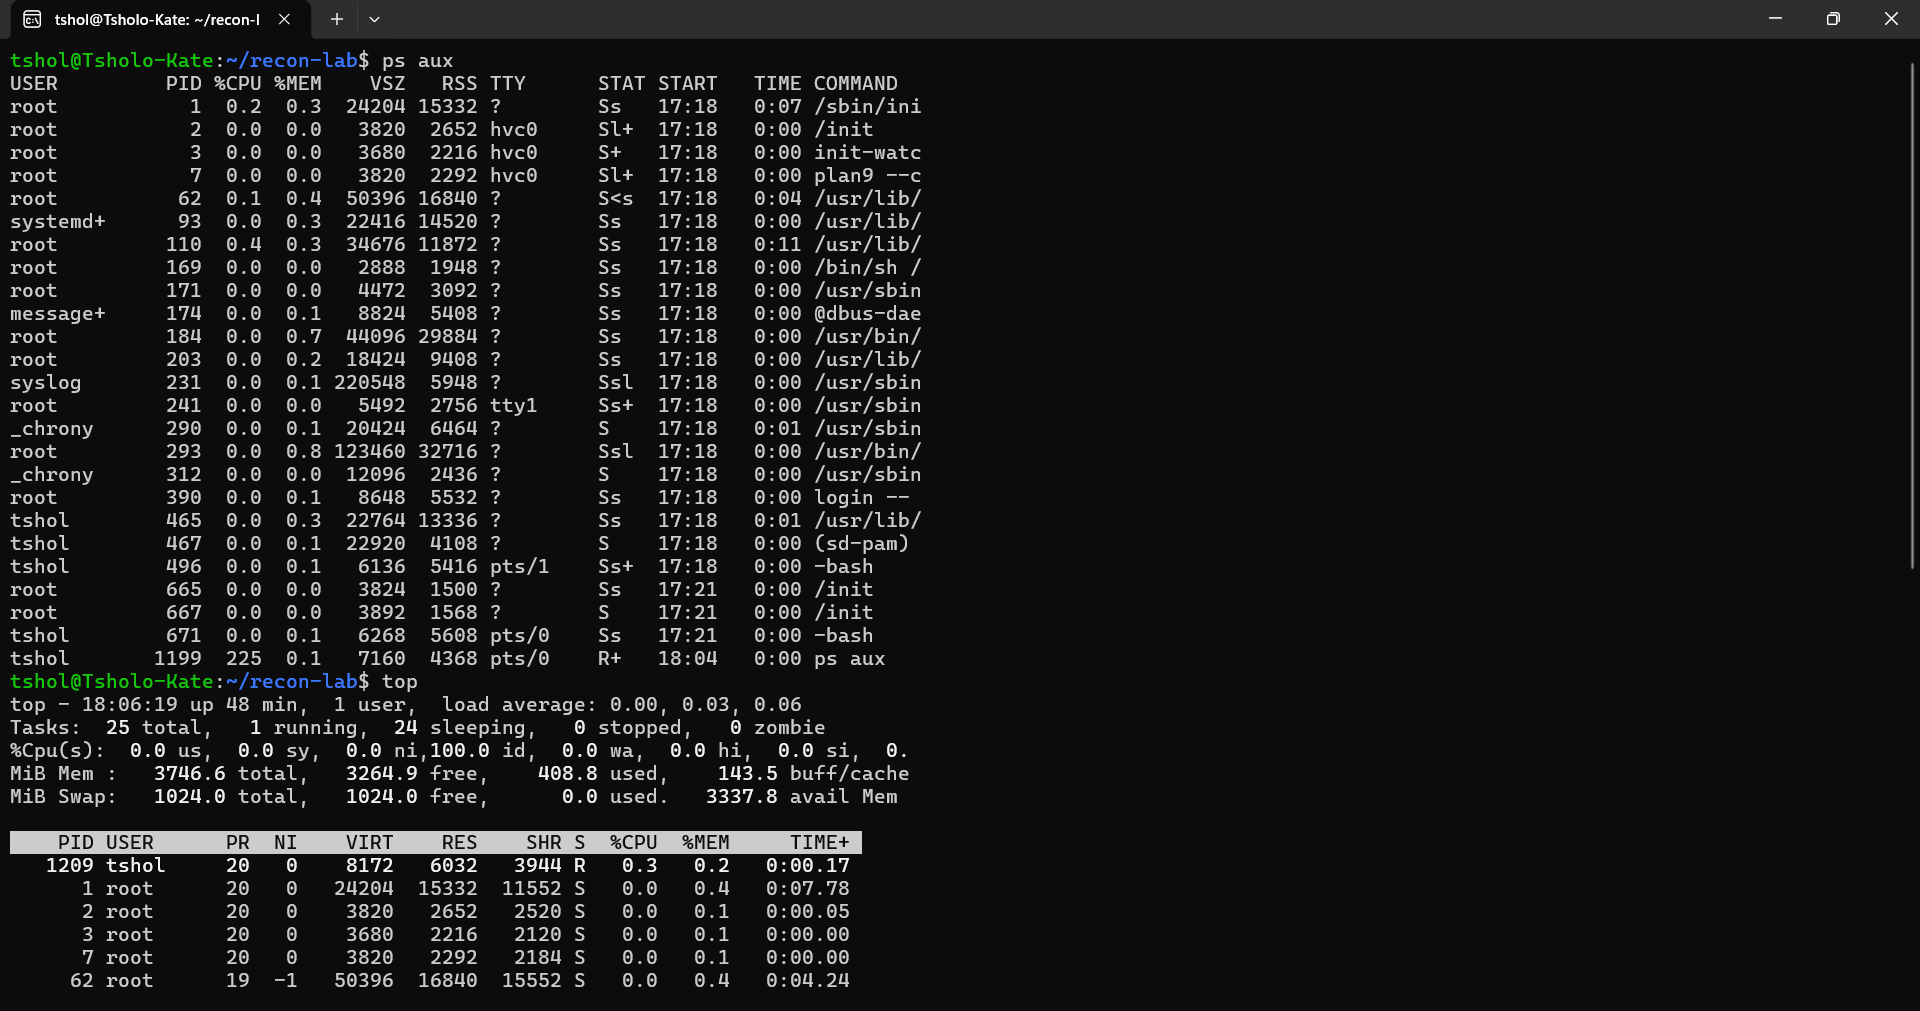 tshol@Tsholo-Kate: ~/recon-l
tshol@Tsholo-Kate:~/recon-lab$ ps aux
USER         PID %CPU %MEM    VSZ   RSS TTY      STAT START   TIME COMMAND
root           1  0.2  0.3  24204 15332 ?        Ss   17:18   0:07 /sbin/ini
root           2  0.0  0.0   3820  2652 hvc0     Sl+  17:18   0:00 /init
root           3  0.0  0.0   3680  2216 hvc0     S+   17:18   0:00 init-watc
root           7  0.0  0.0   3820  2292 hvc0     Sl+  17:18   0:00 plan9 --c
root          62  0.1  0.4  50396 16840 ?        S<s  17:18   0:04 /usr/lib/
systemd+      93  0.0  0.3  22416 14520 ?        Ss   17:18   0:00 /usr/lib/
root         110  0.4  0.3  34676 11872 ?        Ss   17:18   0:11 /usr/lib/
root         169  0.0  0.0   2888  1948 ?        Ss   17:18   0:00 /bin/sh /
root         171  0.0  0.0   4472  3092 ?        Ss   17:18   0:00 /usr/sbin
message+     174  0.0  0.1   8824  5408 ?        Ss   17:18   0:00 @dbus-dae
root         184  0.0  0.7  44096 29884 ?        Ss   17:18   0:00 /usr/bin/
root         203  0.0  0.2  18424  9408 ?        Ss   17:18   0:00 /usr/lib/
syslog       231  0.0  0.1 220548  5948 ?        Ssl  17:18   0:00 /usr/sbin
root         241  0.0  0.0   5492  2756 tty1     Ss+  17:18   0:00 /usr/sbin
_chrony      290  0.0  0.1  20424  6464 ?        S    17:18   0:01 /usr/sbin
root         293  0.0  0.8 123460 32716 ?        Ssl  17:18   0:00 /usr/bin/
_chrony      312  0.0  0.0  12096  2436 ?        S    17:18   0:00 /usr/sbin
root         390  0.0  0.1   8648  5532 ?        Ss   17:18   0:00 login --
tshol        465  0.0  0.3  22764 13336 ?        Ss   17:18   0:01 /usr/lib/
tshol        467  0.0  0.1  22920  4108 ?        S    17:18   0:00 (sd-pam)
tshol        496  0.0  0.1   6136  5416 pts/1    Ss+  17:18   0:00 -bash
root         665  0.0  0.0   3824  1500 ?        Ss   17:21   0:00 /init
root         667  0.0  0.0   3892  1568 ?        S    17:21   0:00 /init
tshol        671  0.0  0.1   6268  5608 pts/0    Ss   17:21   0:00 -bash
tshol       1199  225  0.1   7160  4368 pts/0    R+   18:04   0:00 ps aux
tshol@Tsholo-Kate:~/recon-lab$ top
top - 18:06:19 up 48 min,  1 user,  load average: 0.00, 0.03, 0.06
Tasks:  25 total,   1 running,  24 sleeping,   0 stopped,   0 zombie
%Cpu(s):  0.0 us,  0.0 sy,  0.0 ni,100.0 id,  0.0 wa,  0.0 hi,  0.0 si,  0.
MiB Mem :   3746.6 total,   3264.9 free,    408.8 used,    143.5 buff/cache
MiB Swap:   1024.0 total,   1024.0 free,      0.0 used.   3337.8 avail Mem
    PID USER      PR  NI    VIRT    RES    SHR S  %CPU  %MEM     TIME+
   1209 tshol     20   0    8172   6032   3944 R   0.3   0.2   0:00.17
      1 root      20   0   24204  15332  11552 S   0.0   0.4   0:07.78
      2 root      20   0    3820   2652   2520 S   0.0   0.1   0:00.05
      3 root      20   0    3680   2216   2120 S   0.0   0.1   0:00.00
      7 root      20   0    3820   2292   2184 S   0.0   0.1   0:00.00
     62 root      19  -1   50396  16840  15552 S   0.0   0.4   0:04.24